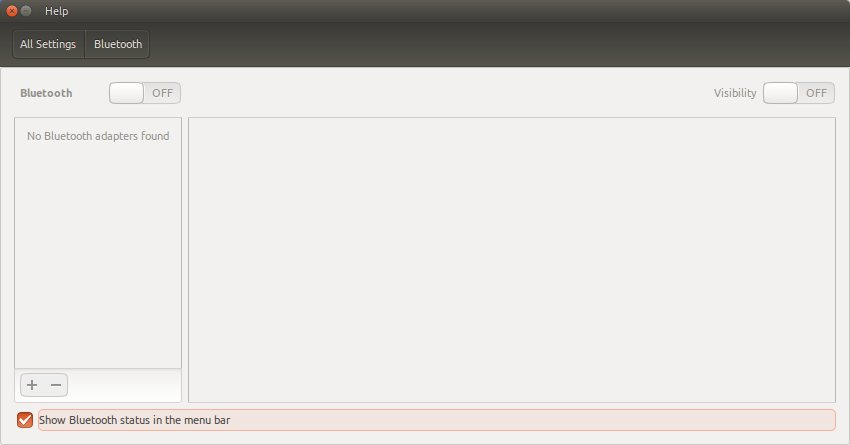 Help
All Settings
Bluetooth
Bluetooth
OFF
Visibility
OFF
No Bluetooth adapters found
Show Bluetooth status in the menu bar